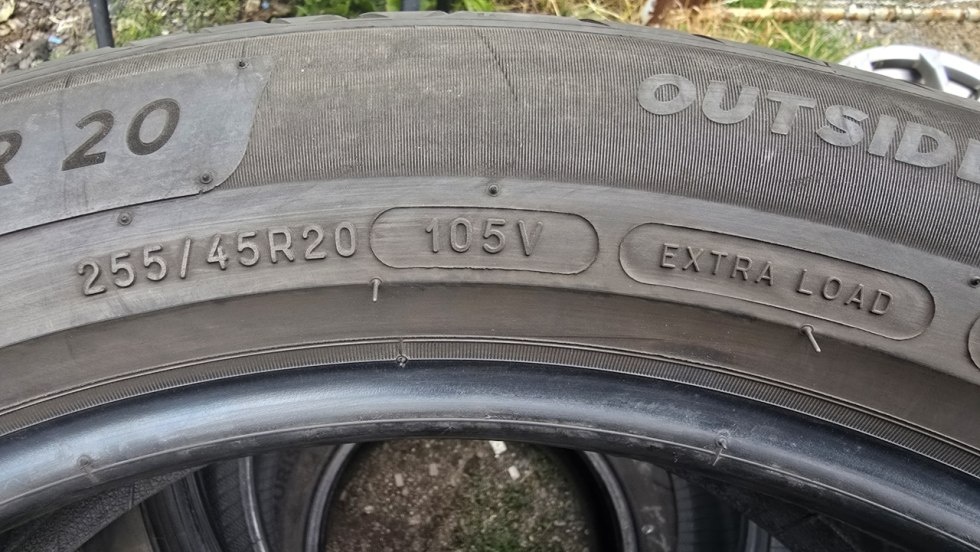 R 20
OUTSIDE
255/45R20 105V EXTRA LOAD